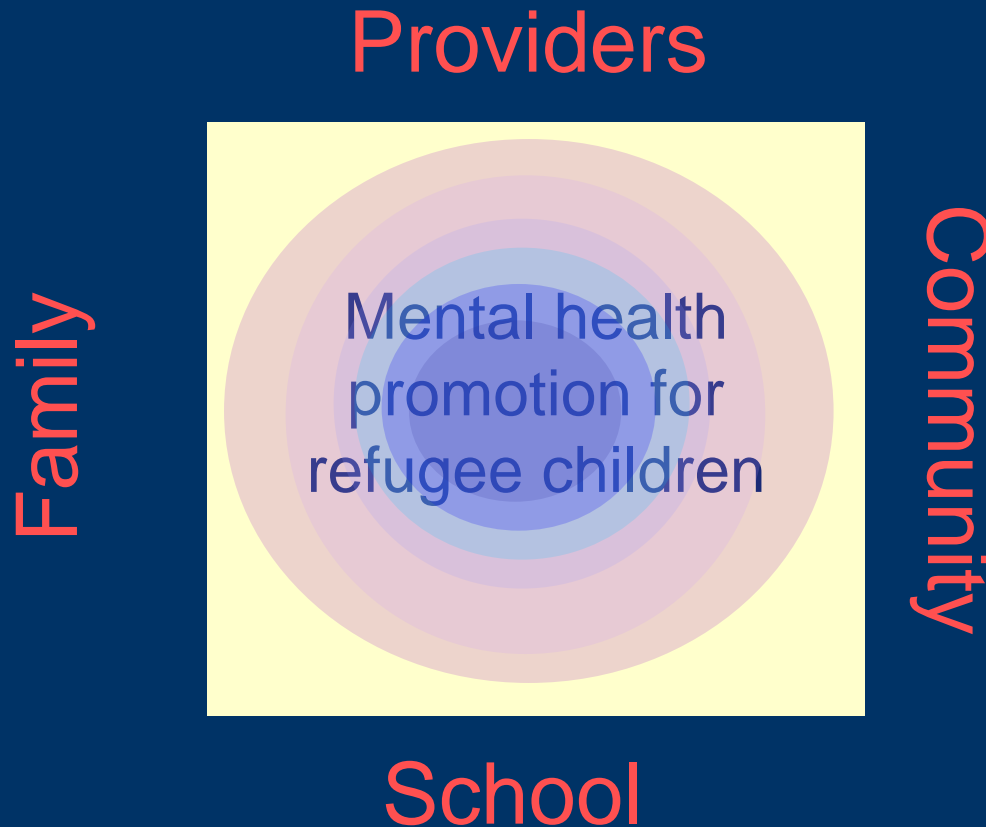 Providers
Family
Mental health
promotion for
refugee children
Community
School